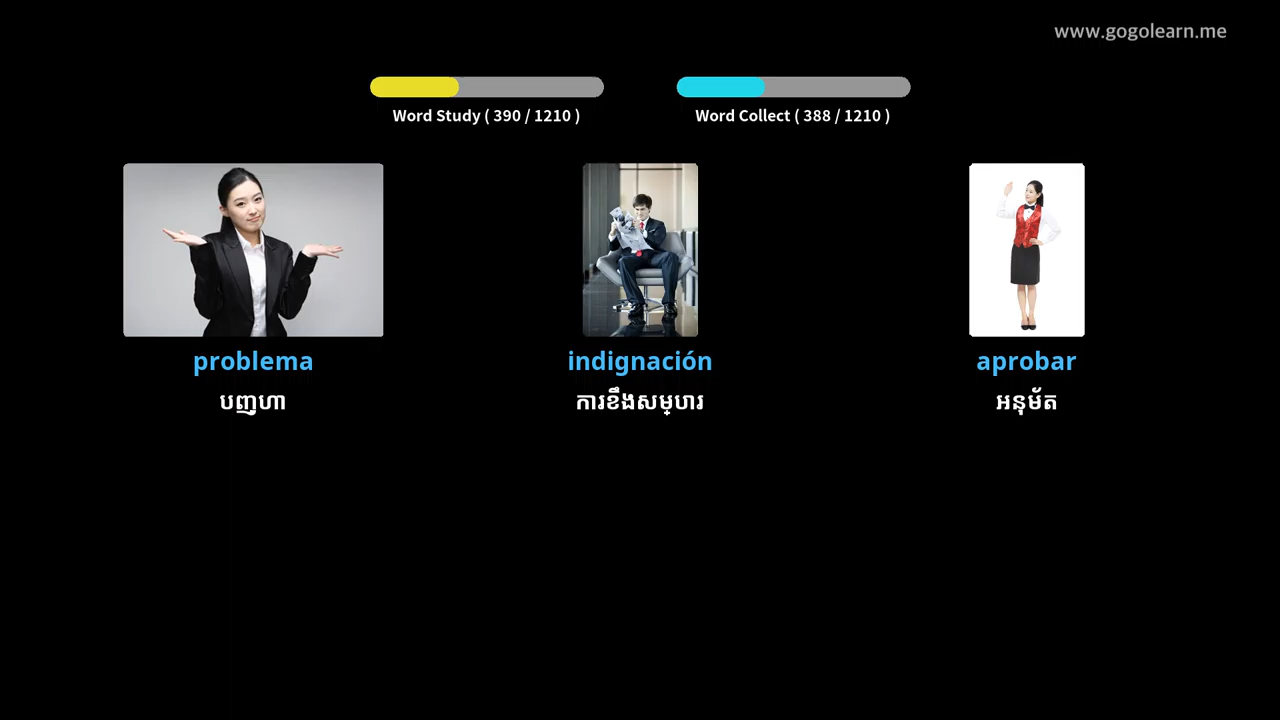 www.gogolearn.me
Word Study ( 390 / 1210 )
Word Collect ( 388 / 1210 )
problema
indignación
aprobar
បញ្ហា
ការខឹងសម្បារ
អនុម័ត